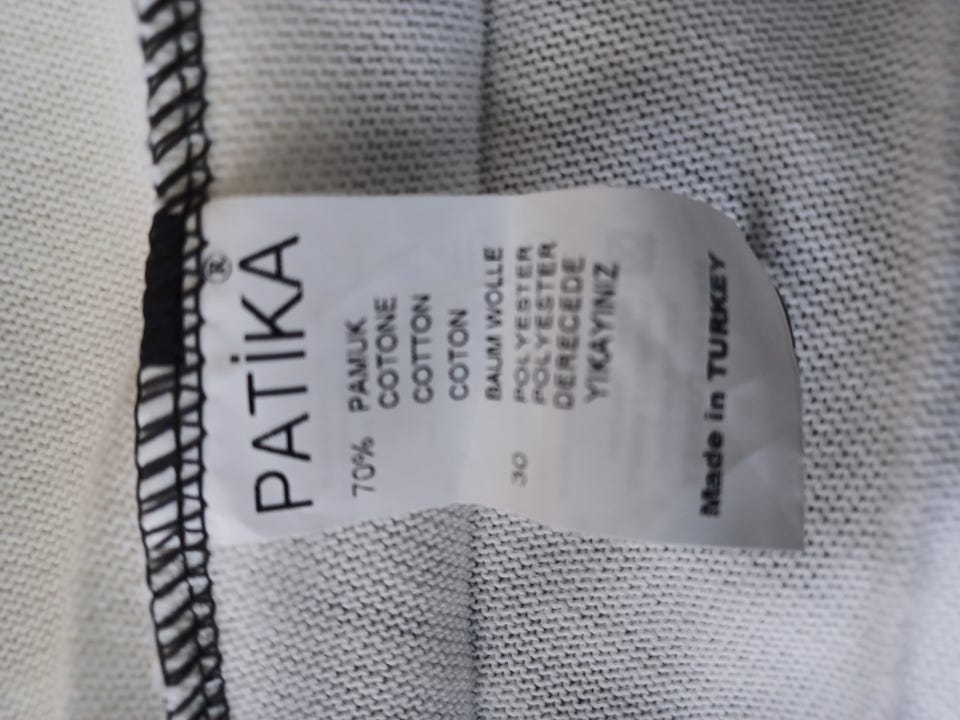 PATİKA®
70% PAMUK
COTONE
COTTON
COTON
BAUM WOLLE
30 POLYESTER
POLYESTER
DERECEDE
YIKAYINIZ
Made in TURKEY